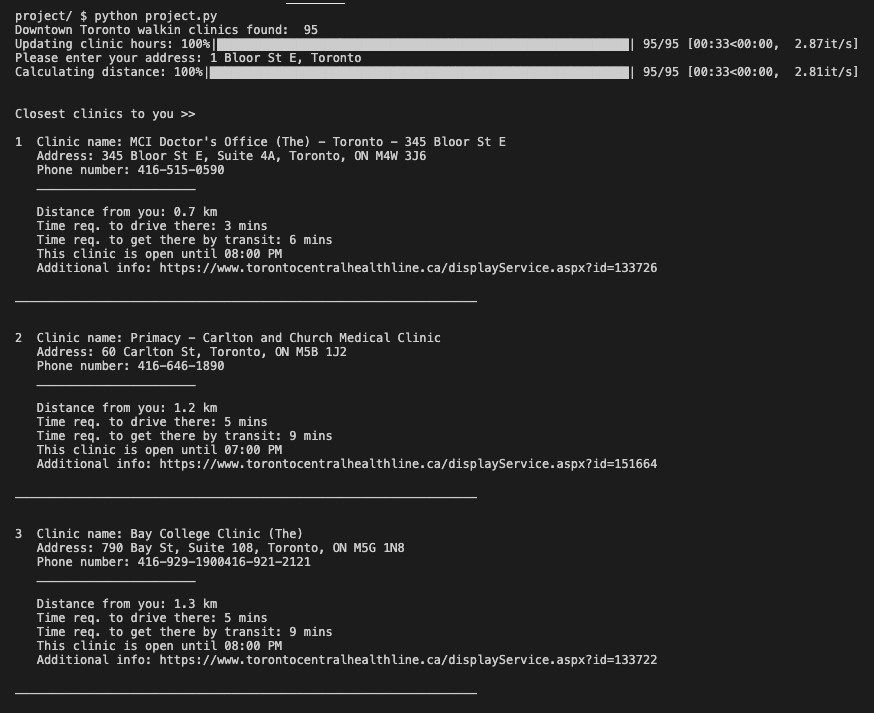 project/ $ python project.py
Downtown Toronto walkin clinics found:  95
Updating clinic hours: 100%| | 95/95 [00:33<00:00,  2.87it/s]
Please enter your address: 1 Bloor St E, Toronto
Calculating distance: 100%| | 95/95 [00:33<00:00,  2.81it/s]
Closest clinics to you >>
1  Clinic name: MCI Doctor's Office (The) - Toronto - 345 Bloor St E
Address: 345 Bloor St E, Suite 4A, Toronto, ON M4W 3J6
Phone number: 416-515-0590
Distance from you: 0.7 km
Time req. to drive there: 3 mins
Time req. to get there by transit: 6 mins
This clinic is open until 08:00 PM
Additional info: https://www.torontocentralhealthline.ca/displayService.aspx?id=133726
2  Clinic name: Primacy - Carlton and Church Medical Clinic
Address: 60 Carlton St, Toronto, ON M5B 1J2
Phone number: 416-646-1890
Distance from you: 1.2 km
Time req. to drive there: 5 mins
Time req. to get there by transit: 9 mins
This clinic is open until 07:00 PM
Additional info: https://www.torontocentralhealthline.ca/displayService.aspx?id=151664
3  Clinic name: Bay College Clinic (The)
Address: 790 Bay St, Suite 108, Toronto, ON M5G 1N8
Phone number: 416-929-1900416-921-2121
Distance from you: 1.3 km
Time req. to drive there: 5 mins
Time req. to get there by transit: 9 mins
This clinic is open until 08:00 PM
Additional info: https://www.torontocentralhealthline.ca/displayService.aspx?id=133722